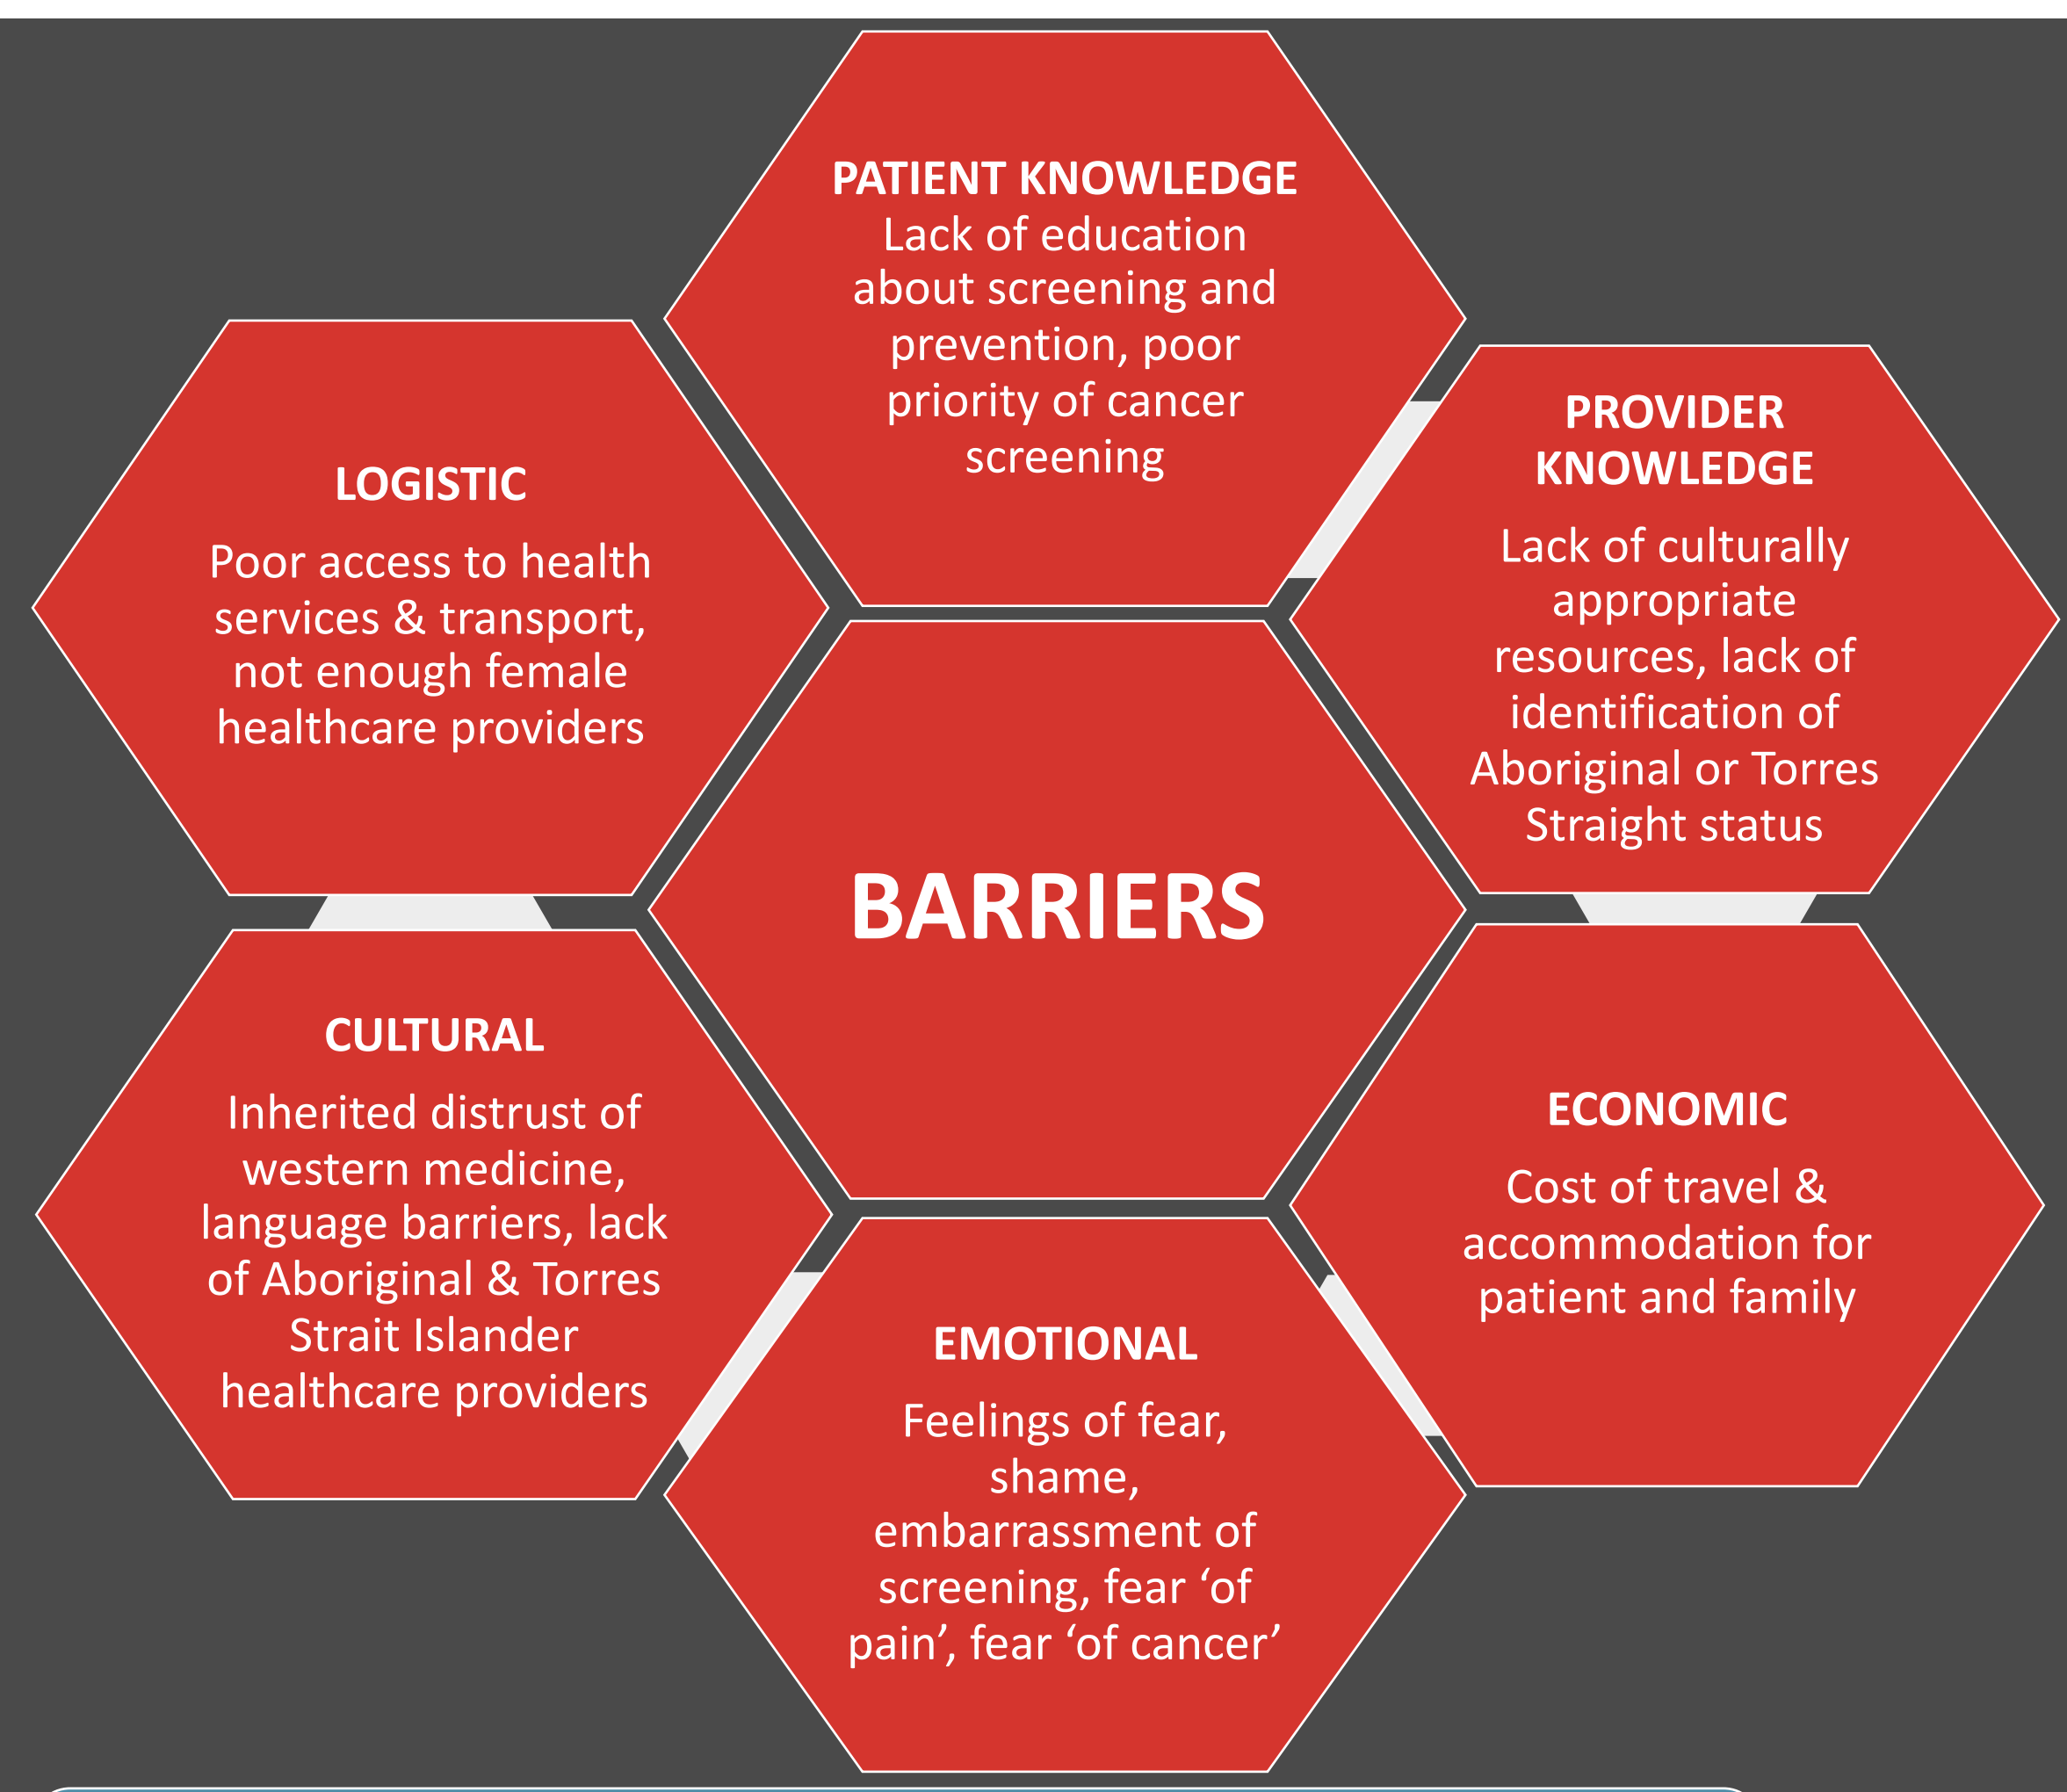 PATIENT KNOWLEDGE
Lack of education
about screening and
prevention, poor
priority of cancer
screening
LOGISTIC
Poor access to health
services & transport,
not enough female
healthcare providers
PROVIDER
KNOWLEDGE
Lack of culturally
appropriate
resources, lack of
identification of
Aboriginal or Torres
Straights status
BARRIERS
CULTURAL
Inherited distrust of
western medicine,
language barriers, lack
of Aboriginal & Torres
Strait Islander
healthcare providers
ECONOMIC
Cost of travel &
accommodation for
patient and family
EMOTIONAL
Feelings of fear,
shame,
embarrassment of
screening, fear ‘of
pain’, fear ‘of cancer’